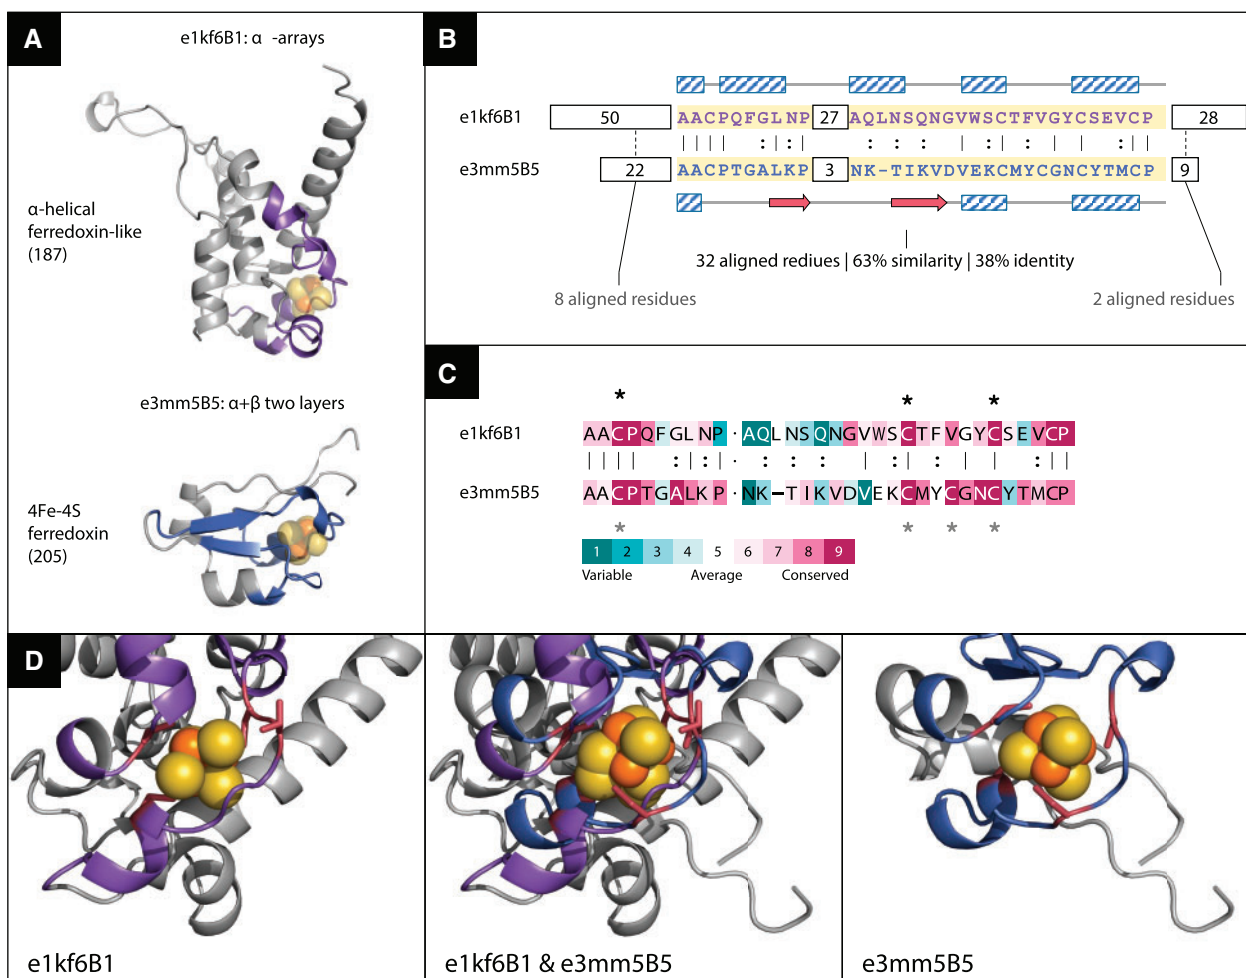 A
e1kf6B1: α -arrays
α-helical
ferredoxin-like
(187)
e3mm5B5: α+β two layers
4Fe-4S
ferredoxin
(205)
B
e1kf6B1
50
AACPQFGLNP
27
AQLNSQNGVWSCTFVGYCSEVCP
28
e3mm5B5
22
AACPTGALKP
3
NK-TIKVDVEKCMYCGNCYTMCP
9
32 aligned rediues | 63% similarity | 38% identity
8 aligned residues
2 aligned residues
C
* * *
e1kf6B1
AACPQFGLNP·AQLNSQNGVWSCTFVGYCSEVCP
e3mm5B5
AACPTGALKP·NK-TIKVDVEKCMYCGNCYTMCP
* * * *
1 2 3 4 5 6 7 8 9
Variable Average Conserved
D
e1kf6B1
e1kf6B1 & e3mm5B5
e3mm5B5